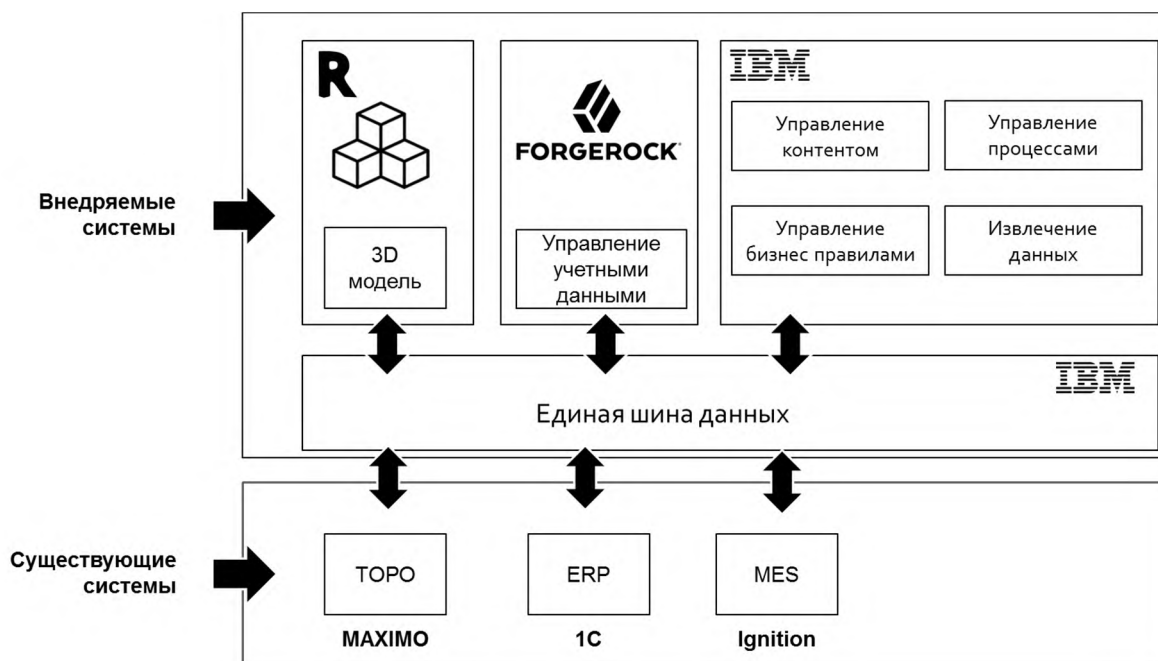 R
FORGEROCK
IBM
Управление
контентом
Управление
процессами
Внедряемые
системы
3D
модель
Управление
учетными
данными
Управление
бизнес правилами
Извлечение
данных
IBM
Единая шина данных
Существующие
системы
ТОРО
ERP
MES
MAXIMO
1C
Ignition